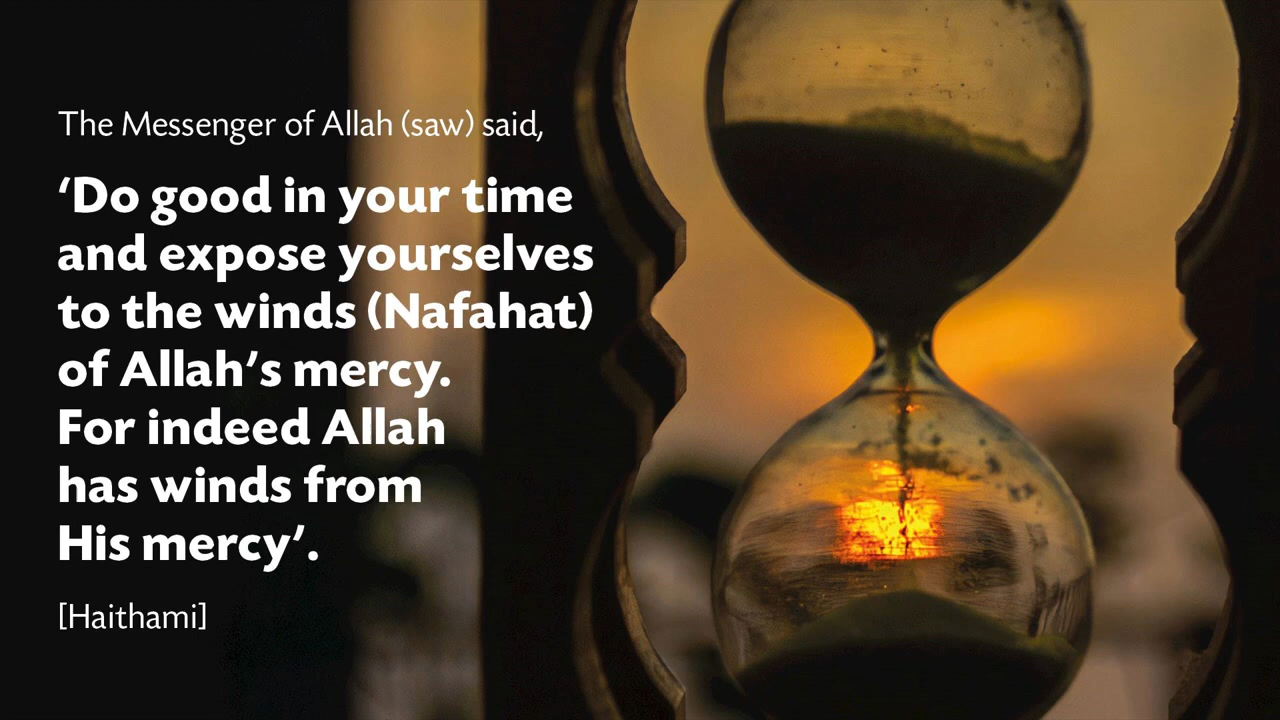 The Messenger of Allah (saw) said,
‘Do good in your time
and expose yourselves
to the winds (Nafahat)
of Allah’s mercy.
For indeed Allah
has winds from
His mercy’.
[Haithami]